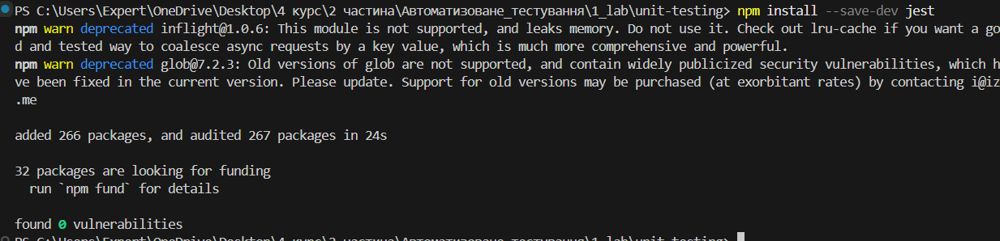 PS C:\Users\Expert\OneDrive\Desktop\4 курс\2 частина\Автоматизоване_тестування\1_lab\unit-testing> npm install --save-dev jest
npm warn deprecated inflight@1.0.6: This module is not supported, and leaks memory. Do not use it. Check out lru-cache if you want a go
d and tested way to coalesce async requests by a key value, which is much more comprehensive and powerful.
npm warn deprecated glob@7.2.3: Old versions of glob are not supported, and contain widely publicized security vulnerabilities, which h
ve been fixed in the current version. Please update. Support for old versions may be purchased (at exorbitant rates) by contacting i@iz
.me
added 266 packages, and audited 267 packages in 24s
32 packages are looking for funding
run `npm fund` for details
found 0 vulnerabilities
PS C:\Users\Expert\OneDrive\Desktop\4 курс\2 частина\Автоматизоване_тестування\1_lab\unit-testing>